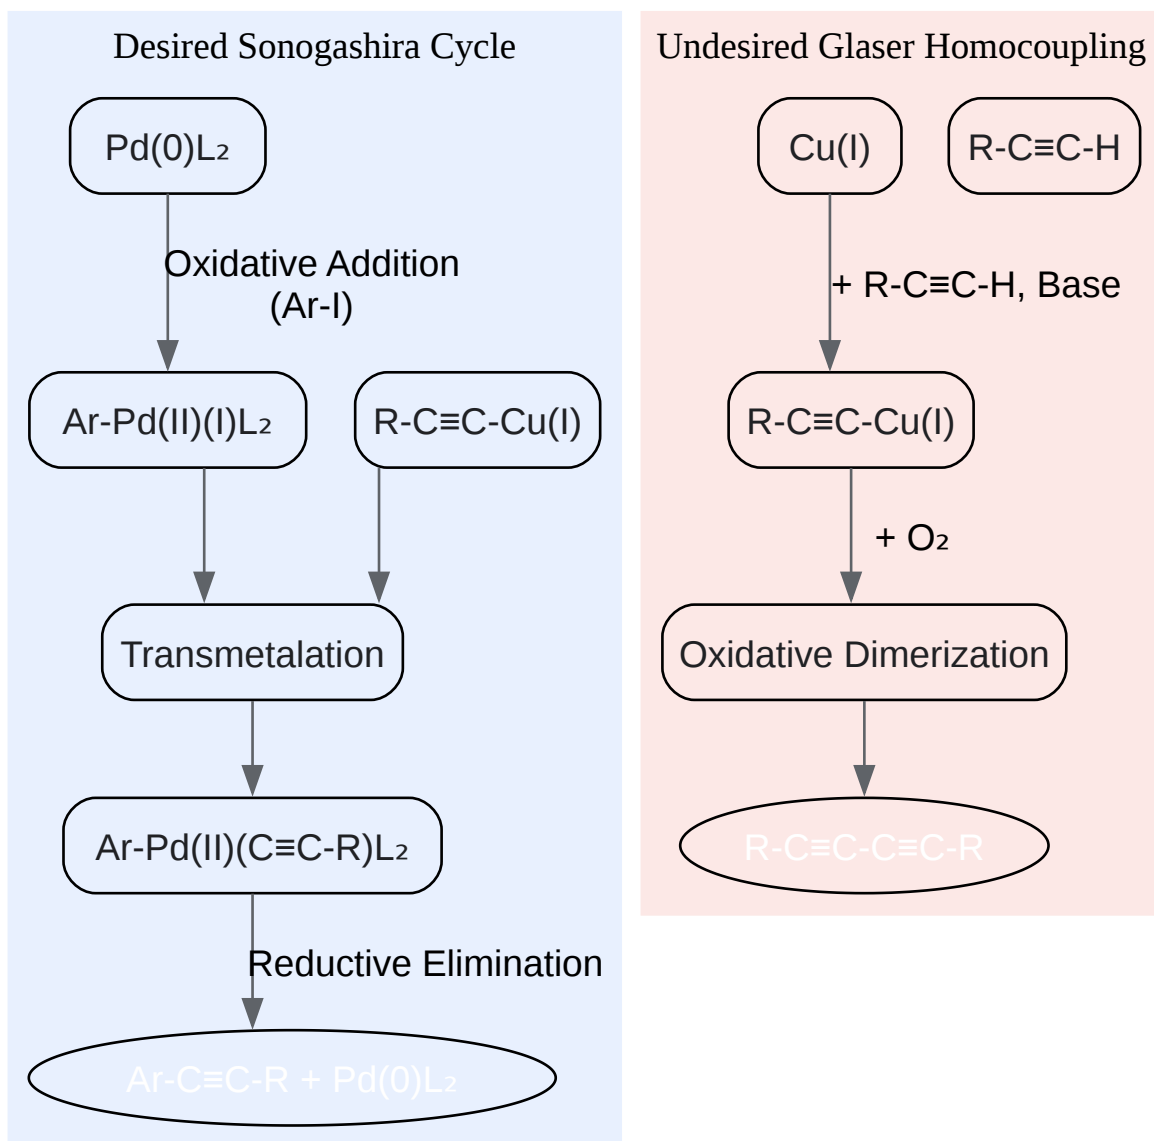 Desired Sonogashira Cycle
Pd(0)L₂
Oxidative Addition
(Ar-I)
Ar-Pd(II)(I)L₂
R-C≡C-Cu(I)
Transmetalation
Ar-Pd(II)(C≡C-R)L₂
Reductive Elimination
Ar-C≡C-R + Pd(0)L₂
Undesired Glaser Homocoupling
Cu(I)
R-C≡C-H
+ R-C≡C-H, Base
R-C≡C-Cu(I)
+ O₂
Oxidative Dimerization
R-C≡C-C≡C-R